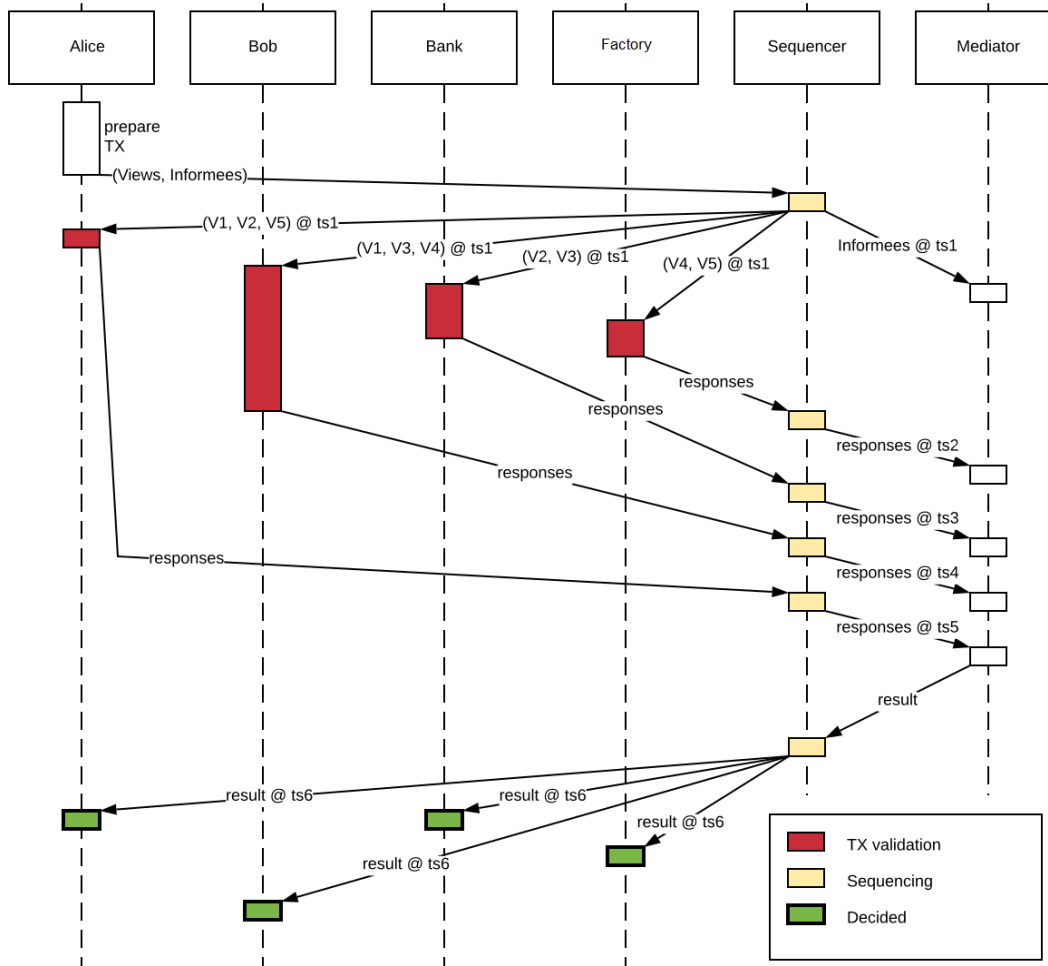 Alice
Bob
Bank
Factory
Sequencer
Mediator
prepare
TX
(Views, Informees)
(V1, V2, V5) @ ts1
(V1, V3, V4) @ ts1
(V2, V3) @ ts1
(V4, V5) @ ts1
Informees @ ts1
responses
responses
responses @ ts2
responses
responses @ ts3
responses
responses @ ts4
responses @ ts5
result
result @ ts6
result @ ts6
result @ ts6
result @ ts6
TX validation
Sequencing
Decided